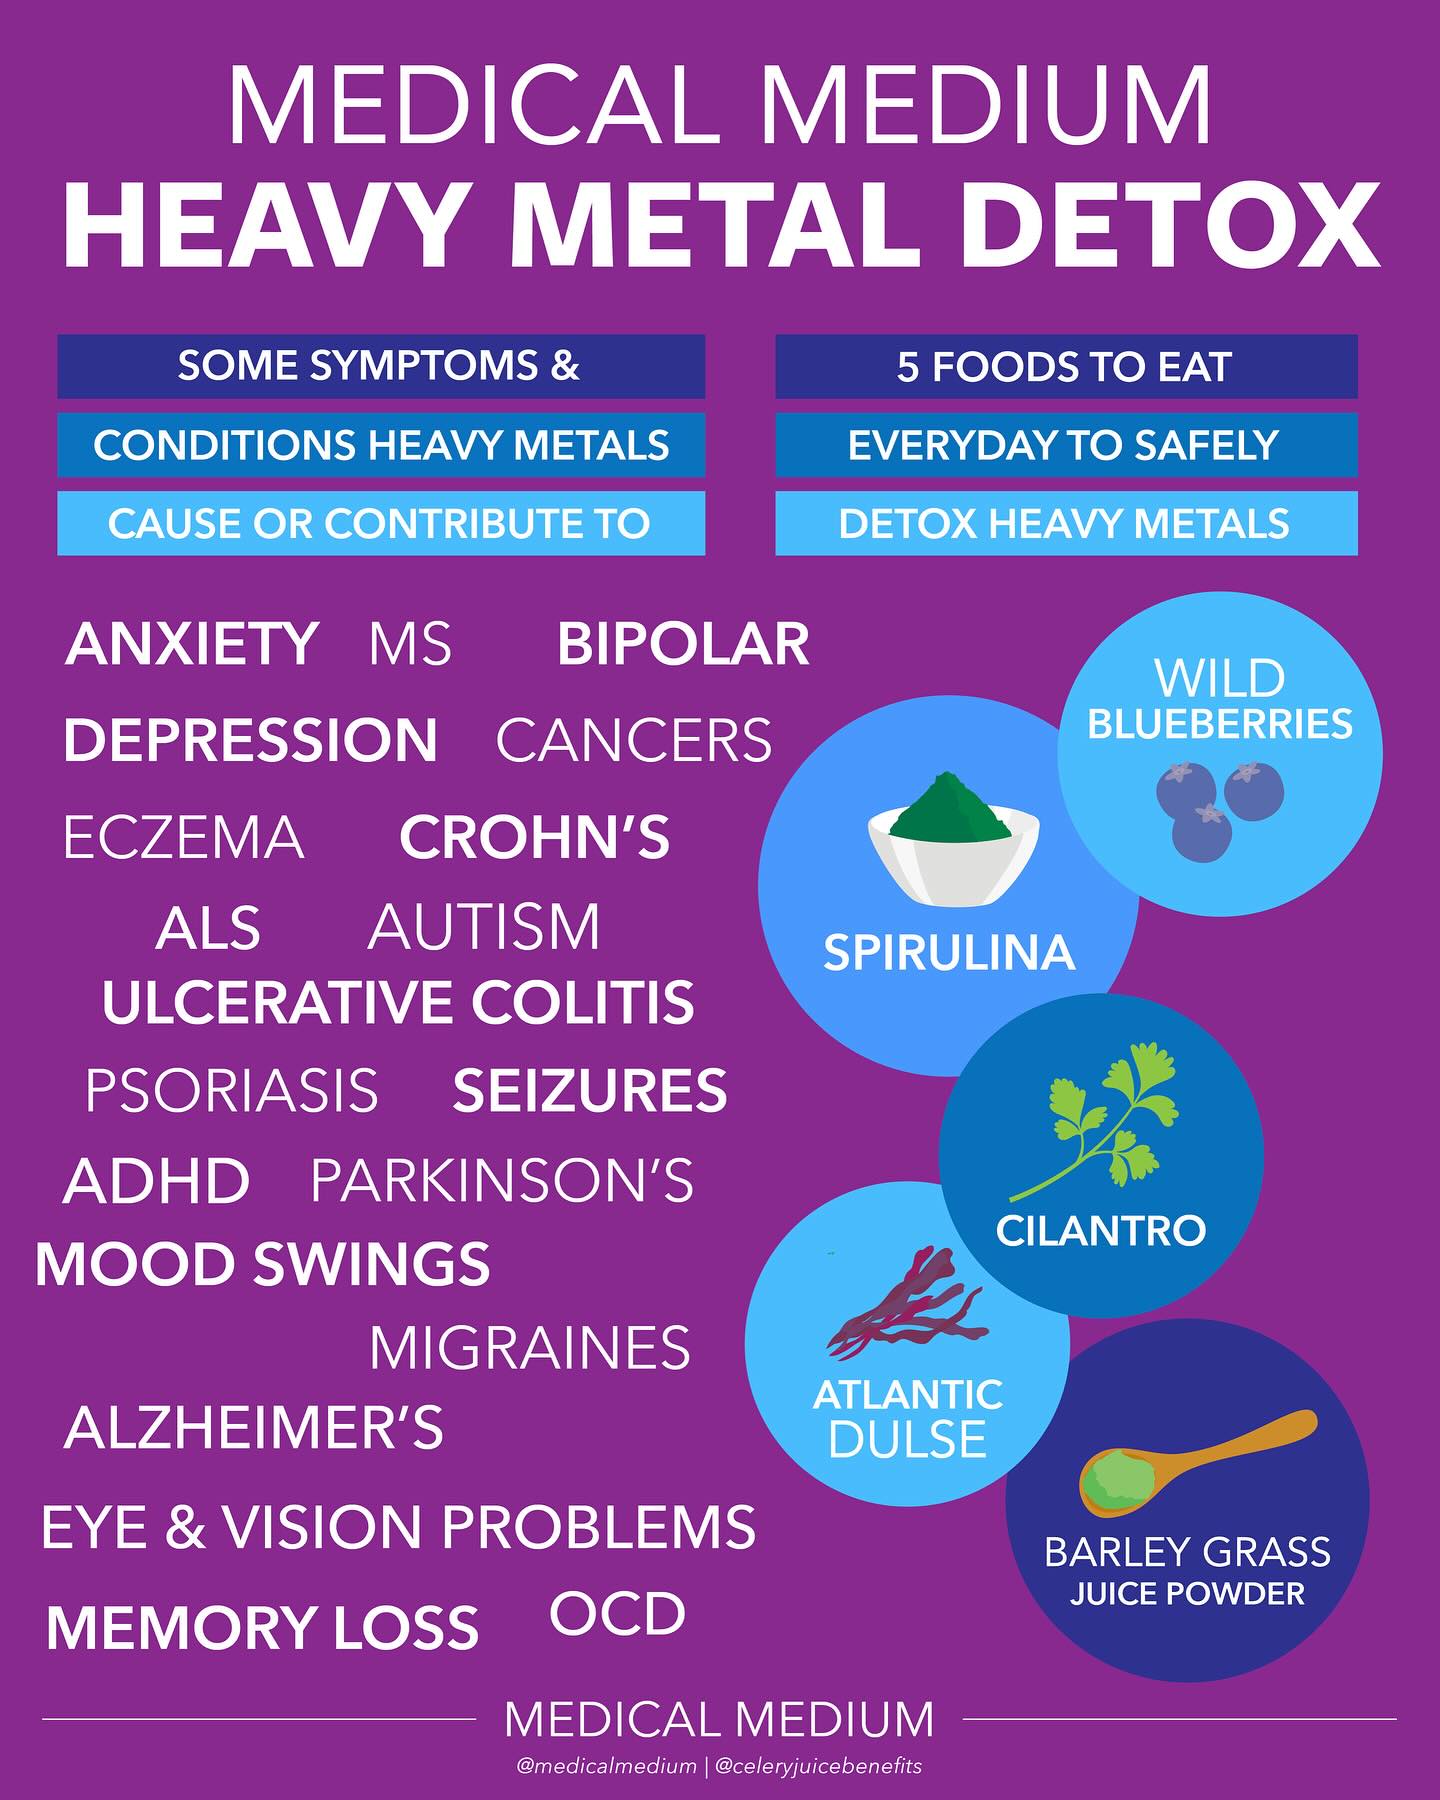 MEDICAL MEDIUM
HEAVY METAL DETOX
SOME SYMPTOMS &
CONDITIONS HEAVY METALS
CAUSE OR CONTRIBUTE TO
ANXIETY MS BIPOLAR
DEPRESSION CANCERS
ECZEMA CROHN’S
ALS AUTISM
ULCERATIVE COLITIS
PSORIASIS SEIZURES
ADHD PARKINSON’S
MOOD SWINGS
MIGRAINES
ALZHEIMER’S
EYE & VISION PROBLEMS
MEMORY LOSS OCD
5 FOODS TO EAT
EVERYDAY TO SAFELY
DETOX HEAVY METALS
WILD
BLUEBERRIES
SPIRULINA
CILANTRO
ATLANTIC
DULSE
BARLEY GRASS
JUICE POWDER
MEDICAL MEDIUM
@medicalmedium | @celeryjuicebenefits